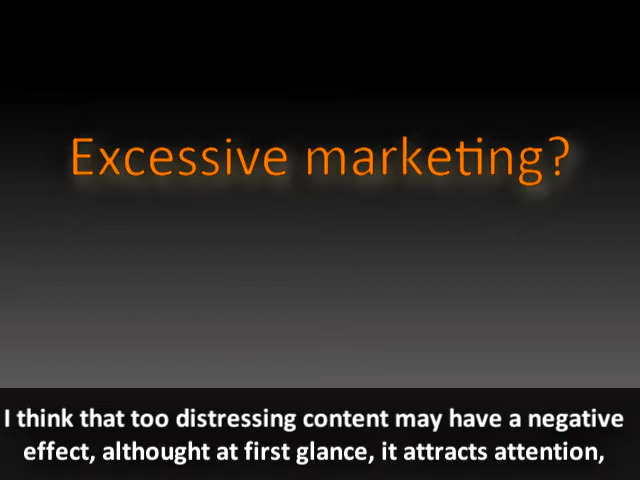 Excessive marketing?
I think that too distressing content may have a negative
effect, althought at first glance, it attracts attention,